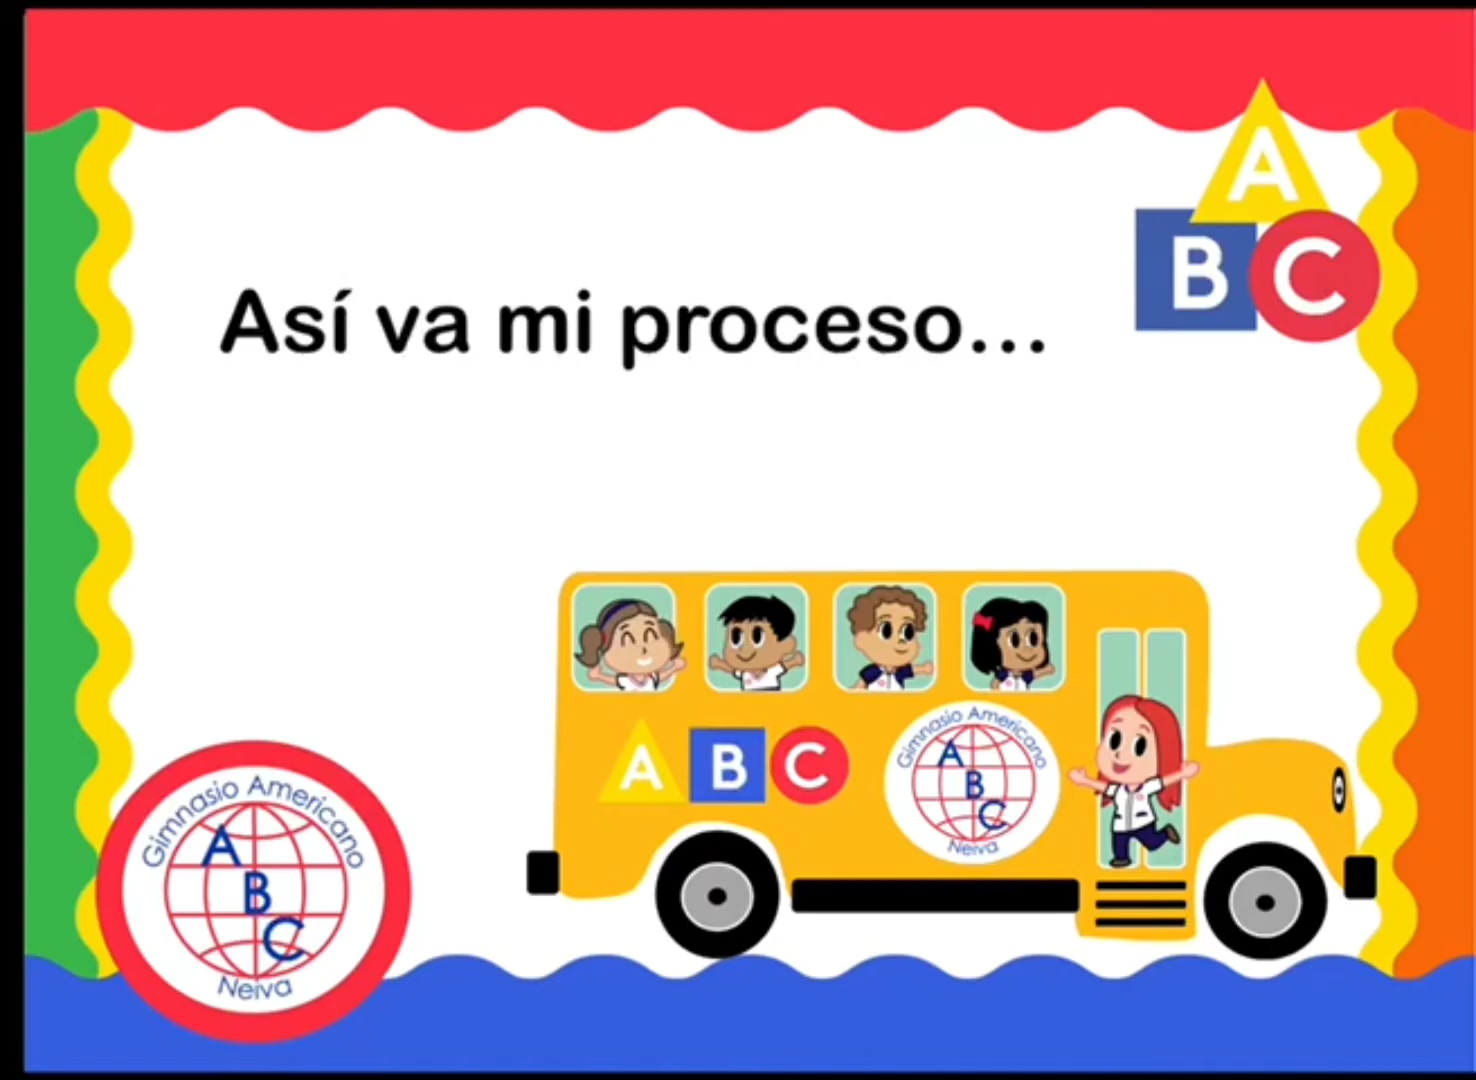 A
B C
Así va mi proceso...
A B C
Gimnasio Americano
A
B
C
Neiva
Gimnasio Americano
A
B
C
Neiva